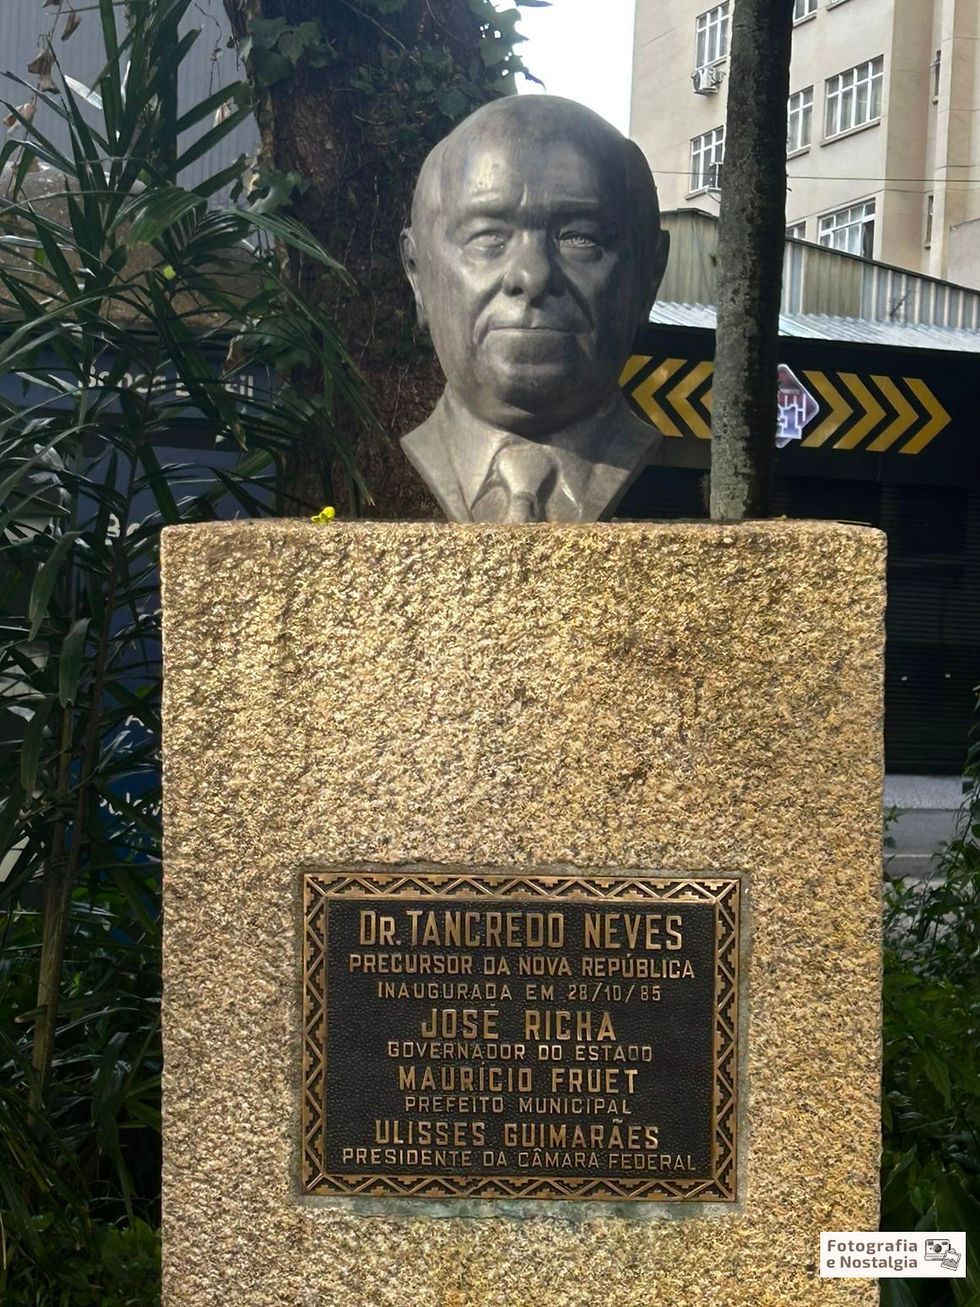 DR. TANCREDO NEVES
PRECURSOR DA NOVA REPÚBLICA
INAUGURADA EM 28/10/85
JOSÉ RICHA
GOVERNADOR DO ESTADO
MAURÍCIO FRUET
PREFEITO MUNICIPAL
ULISSES GUIMARÃES
PRESIDENTE DA CÂMARA FEDERAL
Fotografia
e Nostalgia